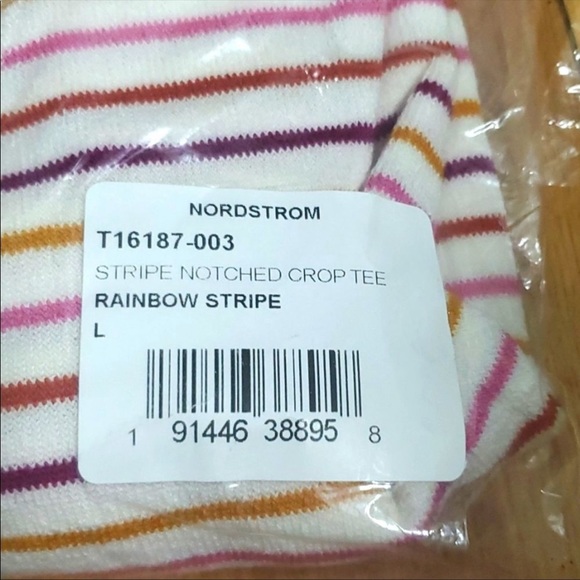 NORDSTROM
T16187-003
STRIPE NOTCHED CROP TEE
RAINBOW STRIPE
L
1 91446 38895 8